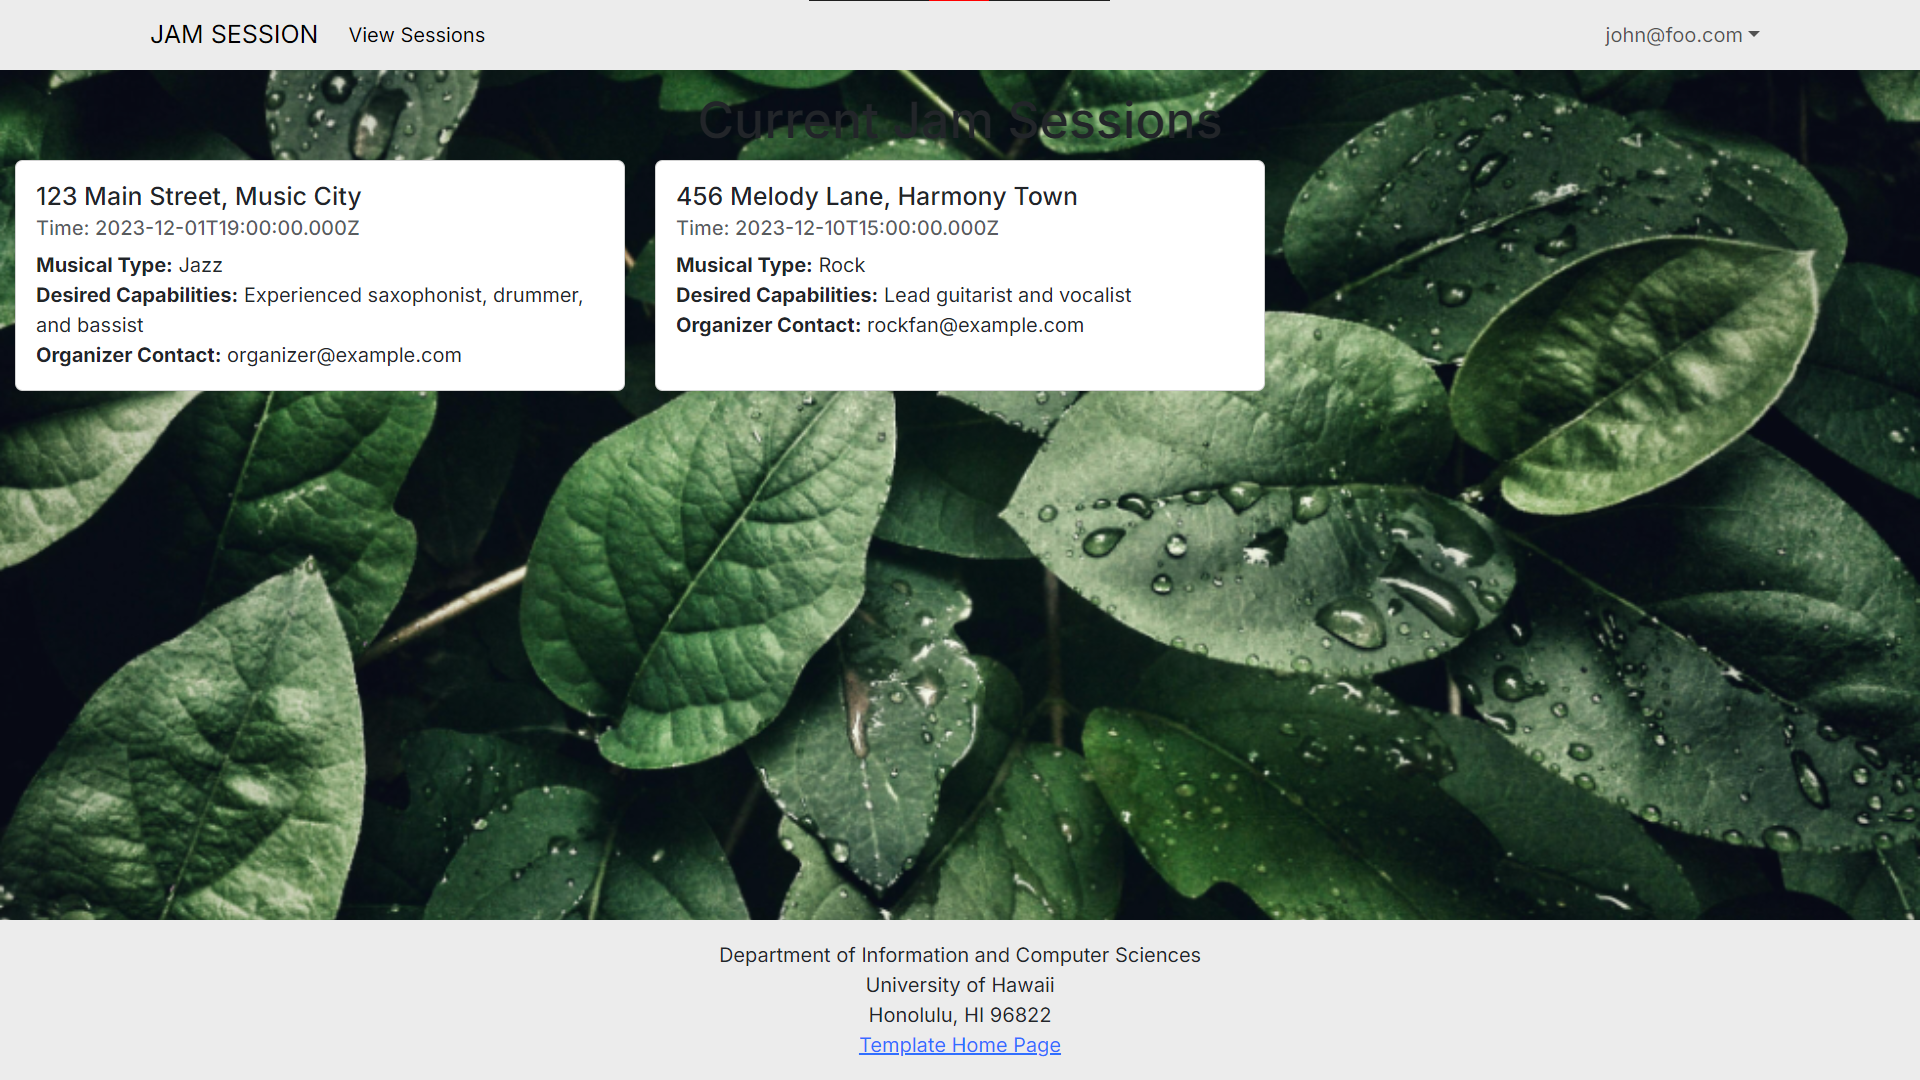 JAM SESSION View Sessions john@foo.com
Current Jam Sessions
123 Main Street, Music City
Time: 2023-12-01T19:00:00.000Z
Musical Type: Jazz
Desired Capabilities: Experienced saxophonist, drummer,
and bassist
Organizer Contact: organizer@example.com
456 Melody Lane, Harmony Town
Time: 2023-12-10T15:00:00.000Z
Musical Type: Rock
Desired Capabilities: Lead guitarist and vocalist
Organizer Contact: rockfan@example.com
Department of Information and Computer Sciences
University of Hawaii
Honolulu, HI 96822
Template Home Page